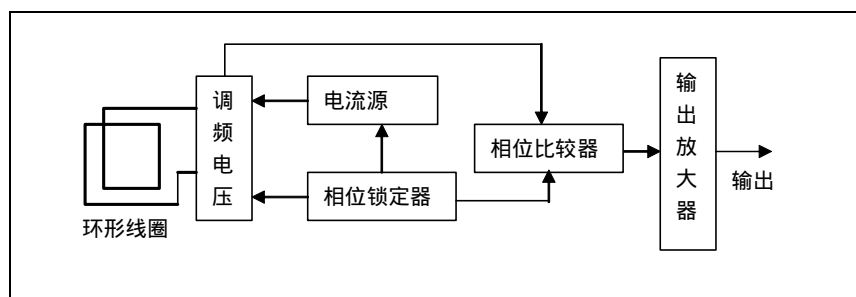 调频电压
电流源
相位锁定器
相位比较器
输出放大器
输出
环形线圈